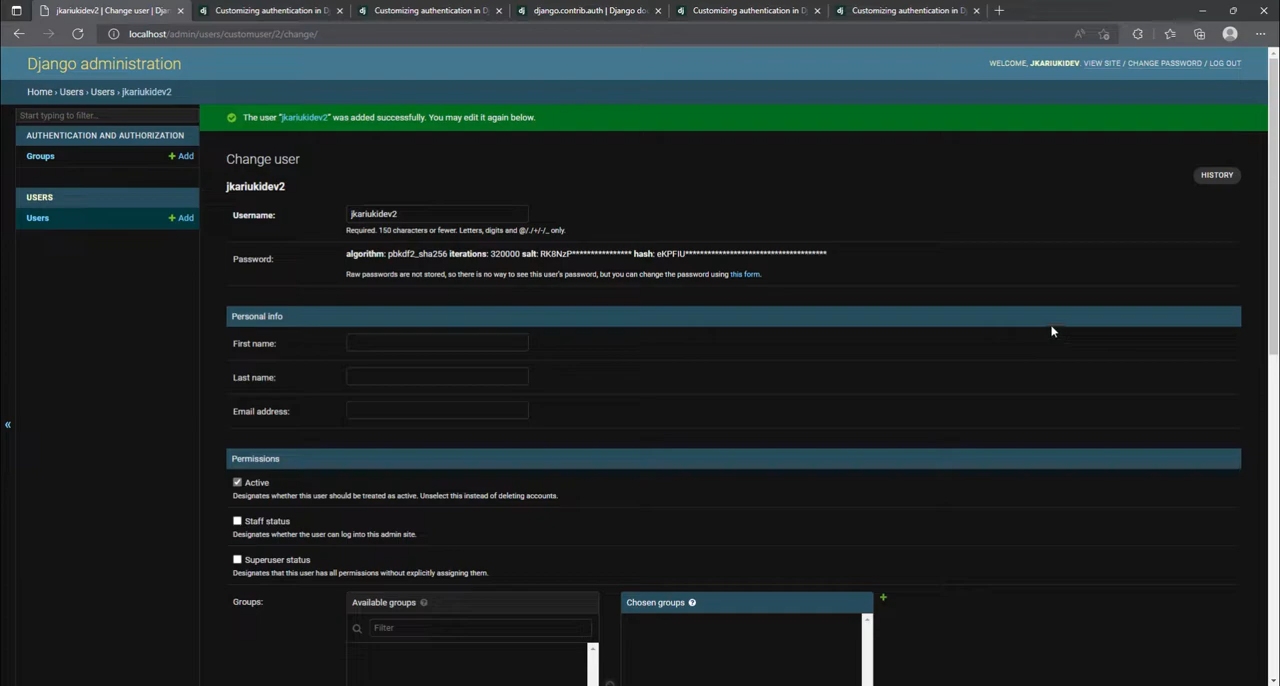 jkariukidev2 | Change user | Djan
Customizing authentication in D
Customizing authentication in D
django.contrib.auth | Django do
Customizing authentication in D
Customizing authentication in D
localhost/admin/users/customuser/2/change/
Django administration
WELCOME, JKARIUKIDEV. VIEW SITE / CHANGE PASSWORD / LOG OUT
Home › Users › Users › jkariukidev2
Start typing to filter...
AUTHENTICATION AND AUTHORIZATION
Groups
+ Add
USERS
Users
+ Add
The user "jkariukidev2" was added successfully. You may edit it again below.
Change user
HISTORY
jkariukidev2
Username:
jkariukidev2
Required. 150 characters or fewer. Letters, digits and @/./+/-/_ only.
Password:
algorithm: pbkdf2_sha256 iterations: 320000 salt: RK8NzP**************** hash: eKPFIU**************************************
Raw passwords are not stored, so there is no way to see this user's password, but you can change the password using this form.
Personal info
First name:
Last name:
Email address:
Permissions
Active
Designates whether this user should be treated as active. Unselect this instead of deleting accounts.
Staff status
Designates whether the user can log into this admin site.
Superuser status
Designates that this user has all permissions without explicitly assigning them.
Groups:
Available groups
Filter
Chosen groups